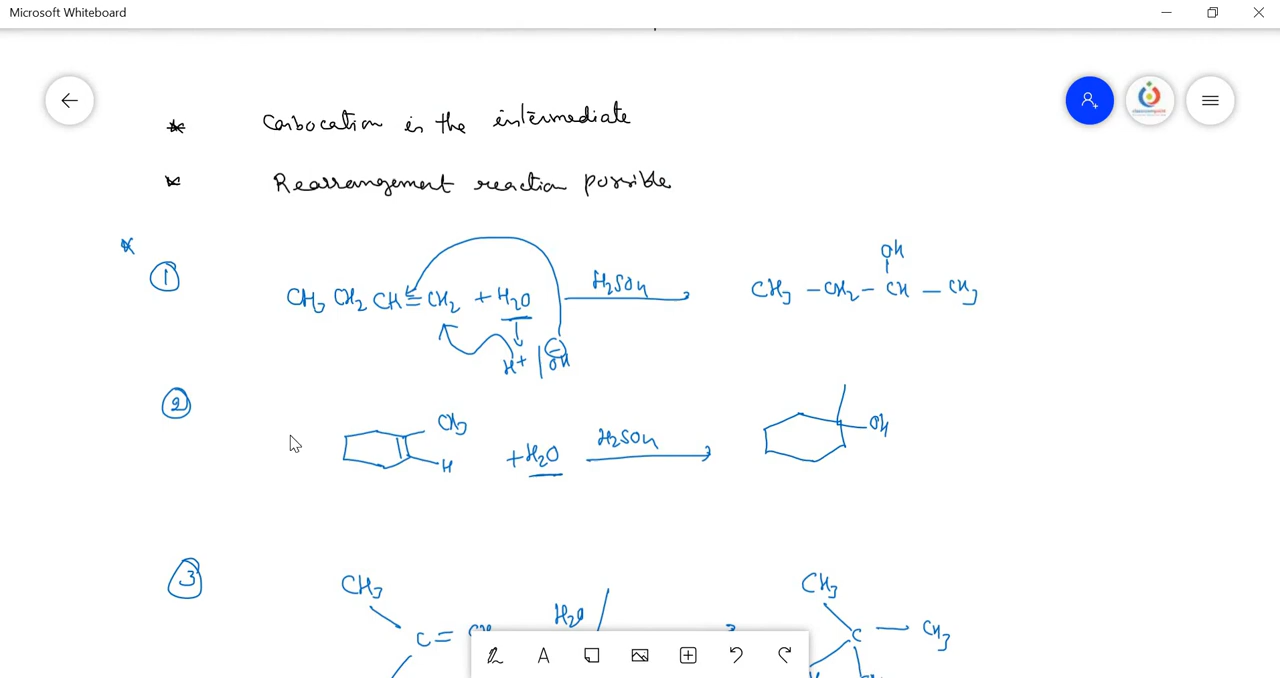 Microsoft Whiteboard
* Carbocation is the intermediate
* Rearrangement reaction possible
*
① CH3 CH2 CH = CH2 + H2O H2SO4 CH3 - CH2 - CH - CH3
OH
H+ | ⊖OH
② CH3 H + H2O H2SO4 OH
③ CH3 C = H2O / CH3 C - CH3
A